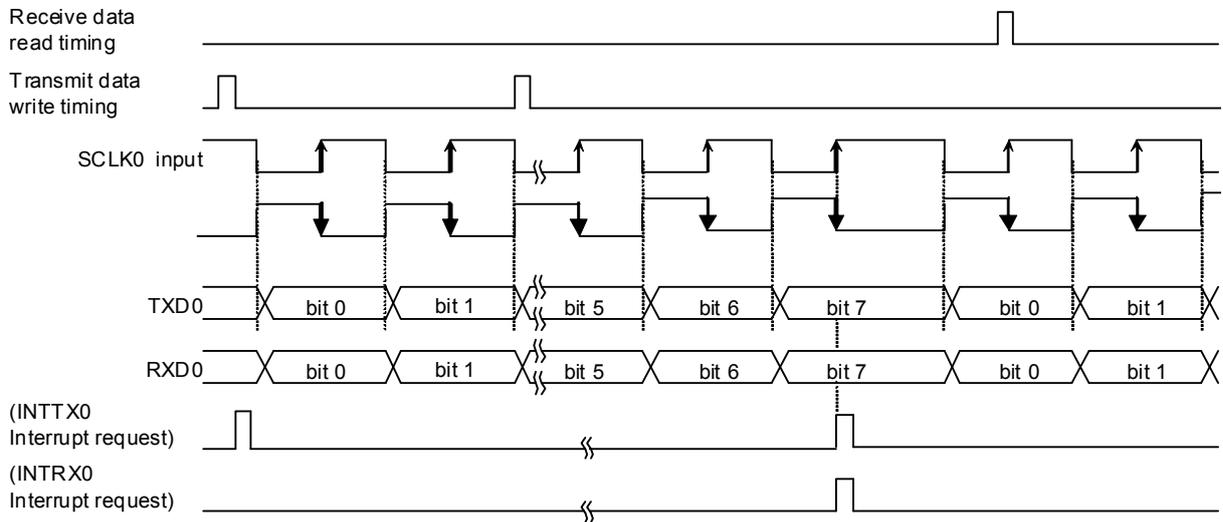 Receive data
read timing
Transmit data
write timing
SCLK0 input
TXD0
bit 0
bit 1
bit 5
bit 6
bit 7
bit 0
bit 1
RXD0
bit 0
bit 1
bit 5
bit 6
bit 7
bit 0
bit 1
(INTTX0
Interrupt request)
(INTRX0
Interrupt request)